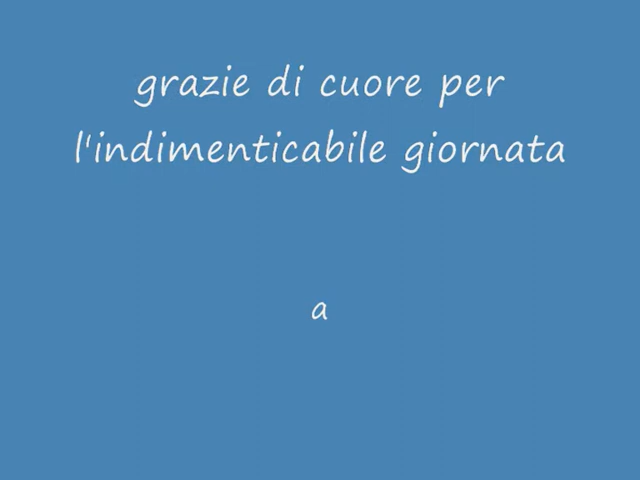 grazie di cuore per
l'indimenticabile giornata
a